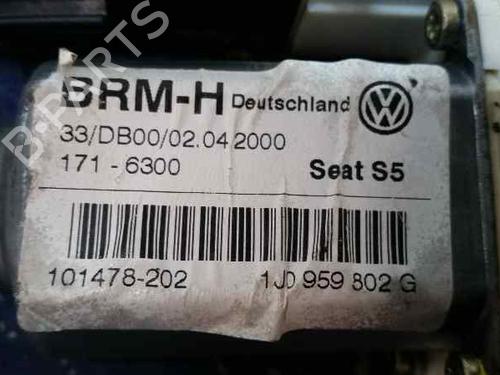 BRM-H Deutschland
33/DB00/02.04 2000
171 - 6300 Seat S5
101478-202 1J0 959 802 G
B-PARTS